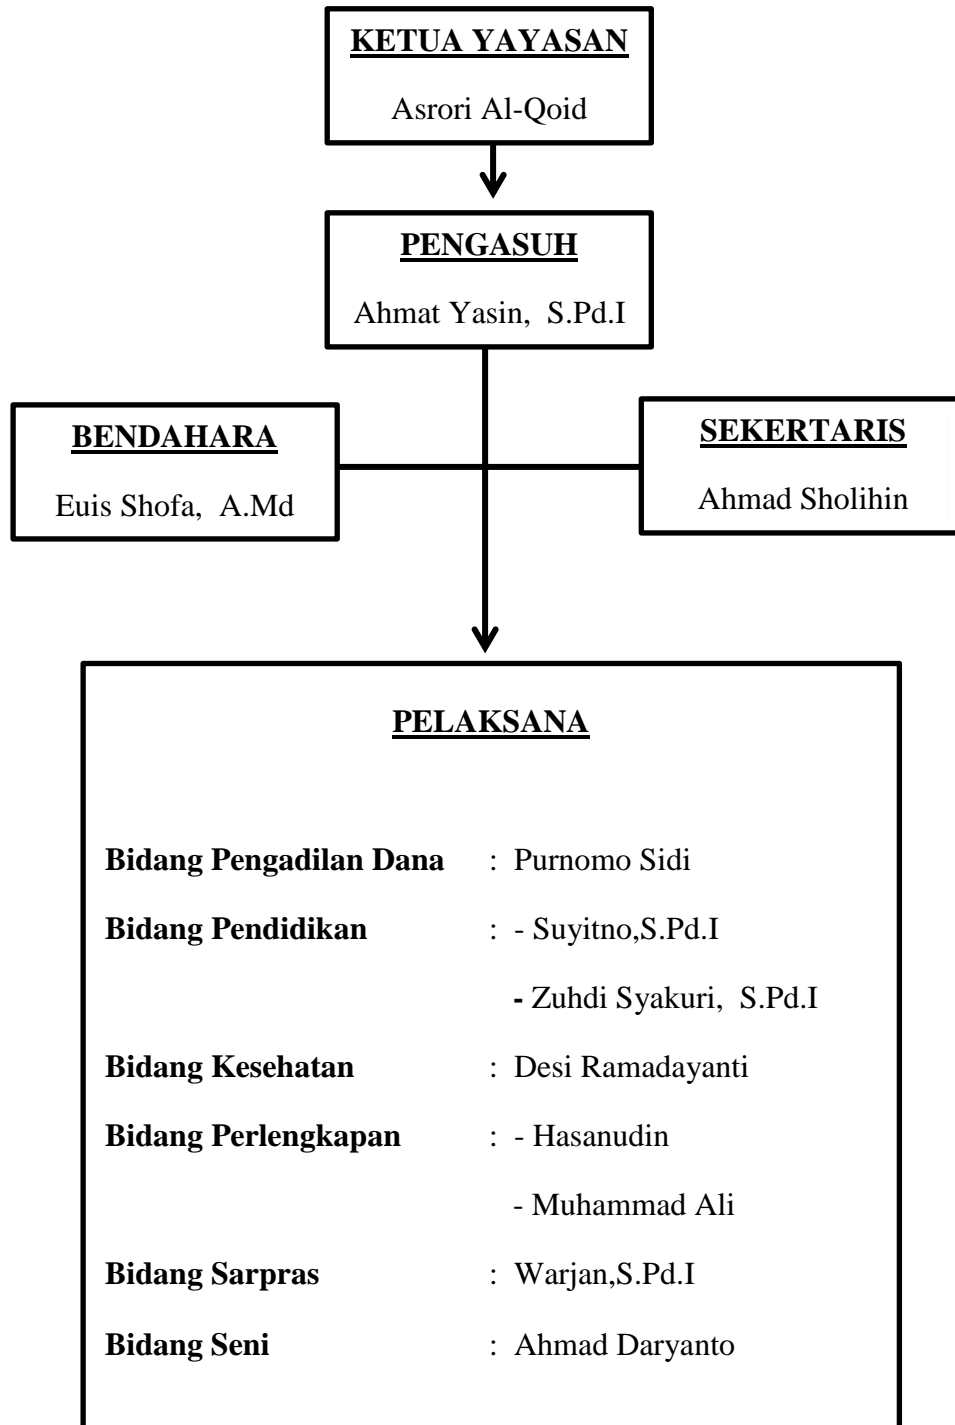 KETUA YAYASAN
Asrori Al-Qoid
PENGASUH
Ahmat Yasin, S.Pd.I
BENDAHARA
Euis Shofa, A.Md
SEKERTARIS
Ahmad Sholihin
PELAKSANA
Bidang Pengadilan Dana : Purnomo Sidi
Bidang Pendidikan : - Suyitno,S.Pd.I
- Zuhdi Syakuri, S.Pd.I
Bidang Kesehatan : Desi Ramadayanti
Bidang Perlengkapan : - Hasanudin
- Muhammad Ali
Bidang Sarpras : Warjan,S.Pd.I
Bidang Seni : Ahmad Daryanto